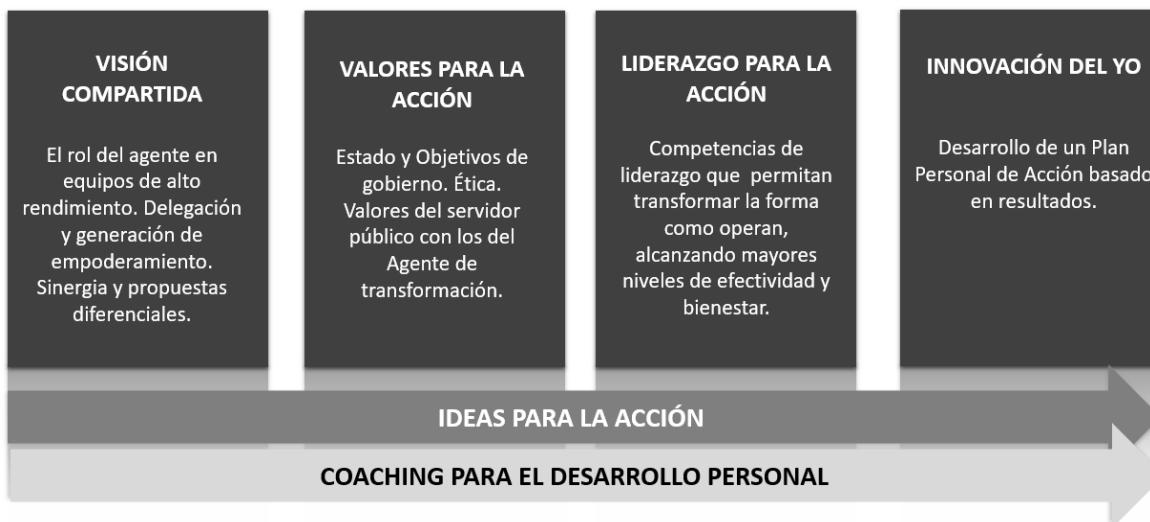 VISIÓN
COMPARTIDA
El rol del agente en
equipos de alto
rendimiento. Delegación
y generación de
empoderamiento.
Sinergia y propuestas
diferenciales.
VALORES PARA LA
ACCIÓN
Estado y Objetivos de
gobierno. Ética.
Valores del servidor
público con los del
Agente de
transformación.
LIDERAZGO PARA LA
ACCIÓN
Competencias de
liderazgo que permitan
transformar la forma
como operan,
alcanzando mayores
niveles de efectividad y
bienestar.
INNOVACIÓN DEL YO
Desarrollo de un Plan
Personal de Acción basado
en resultados.
IDEAS PARA LA ACCIÓN
COACHING PARA EL DESARROLLO PERSONAL